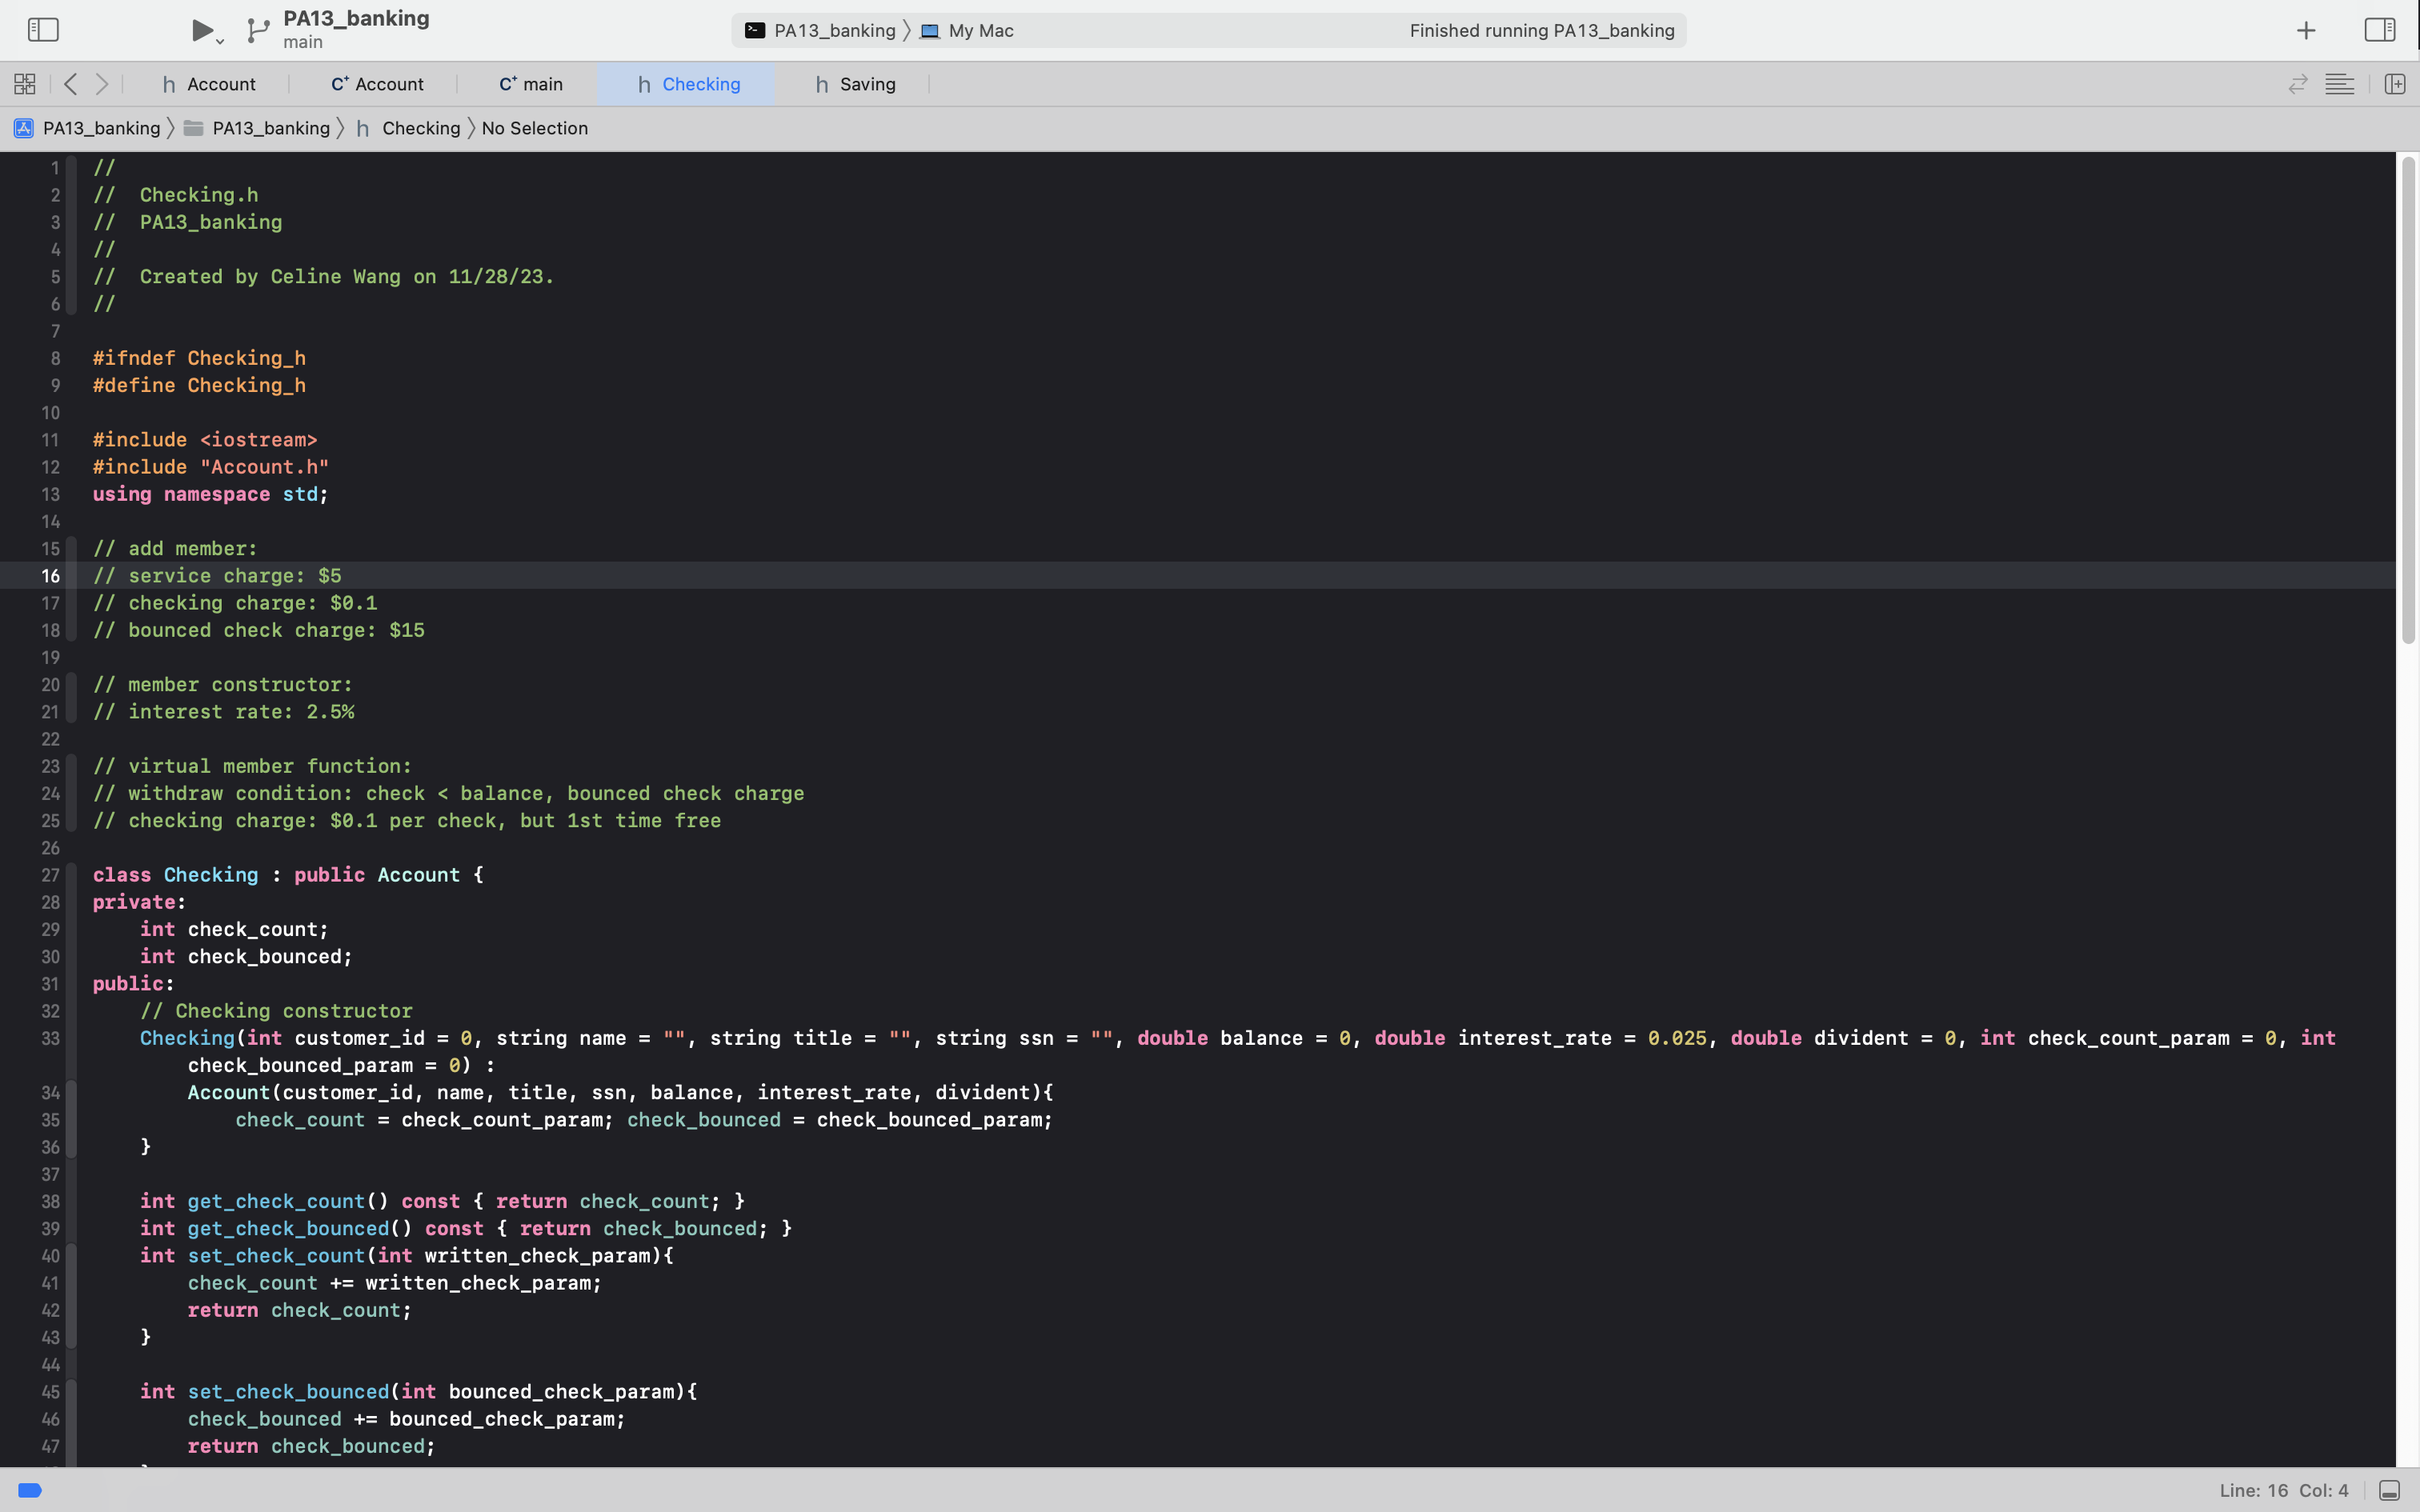 PA13_banking
main
PA13_banking 〉 My Mac
Finished running PA13_banking
h Account
C+ Account
C+ main
h Checking
h Saving
PA13_banking 〉 PA13_banking 〉 h Checking 〉 No Selection
1 //
2 //  Checking.h
3 //  PA13_banking
4 //
5 //  Created by Celine Wang on 11/28/23.
6 //
7
8 #ifndef Checking_h
9 #define Checking_h
10
11 #include <iostream>
12 #include "Account.h"
13 using namespace std;
14
15 // add member:
16 // service charge: $5
17 // checking charge: $0.1
18 // bounced check charge: $15
19
20 // member constructor:
21 // interest rate: 2.5%
22
23 // virtual member function:
24 // withdraw condition: check < balance, bounced check charge
25 // checking charge: $0.1 per check, but 1st time free
26
27 class Checking : public Account {
28 private:
29     int check_count;
30     int check_bounced;
31 public:
32     // Checking constructor
33     Checking(int customer_id = 0, string name = "", string title = "", string ssn = "", double balance = 0, double interest_rate = 0.025, double divident = 0, int check_count_param = 0, int
        check_bounced_param = 0) :
34         Account(customer_id, name, title, ssn, balance, interest_rate, divident){
35             check_count = check_count_param; check_bounced = check_bounced_param;
36     }
37
38     int get_check_count() const { return check_count; }
39     int get_check_bounced() const { return check_bounced; }
40     int set_check_count(int written_check_param){
41         check_count += written_check_param;
42         return check_count;
43     }
44
45     int set_check_bounced(int bounced_check_param){
46         check_bounced += bounced_check_param;
47         return check_bounced;
Line: 16 Col: 4